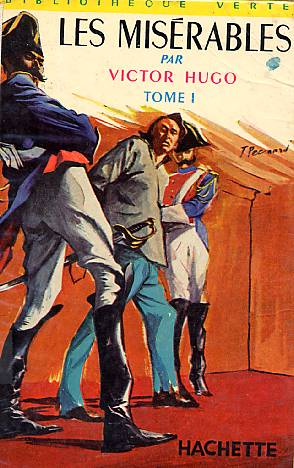 BIBLIOTHÈQUE VERTE
LES MISÉRABLES
PAR
VICTOR HUGO
TOME I
HACHETTE